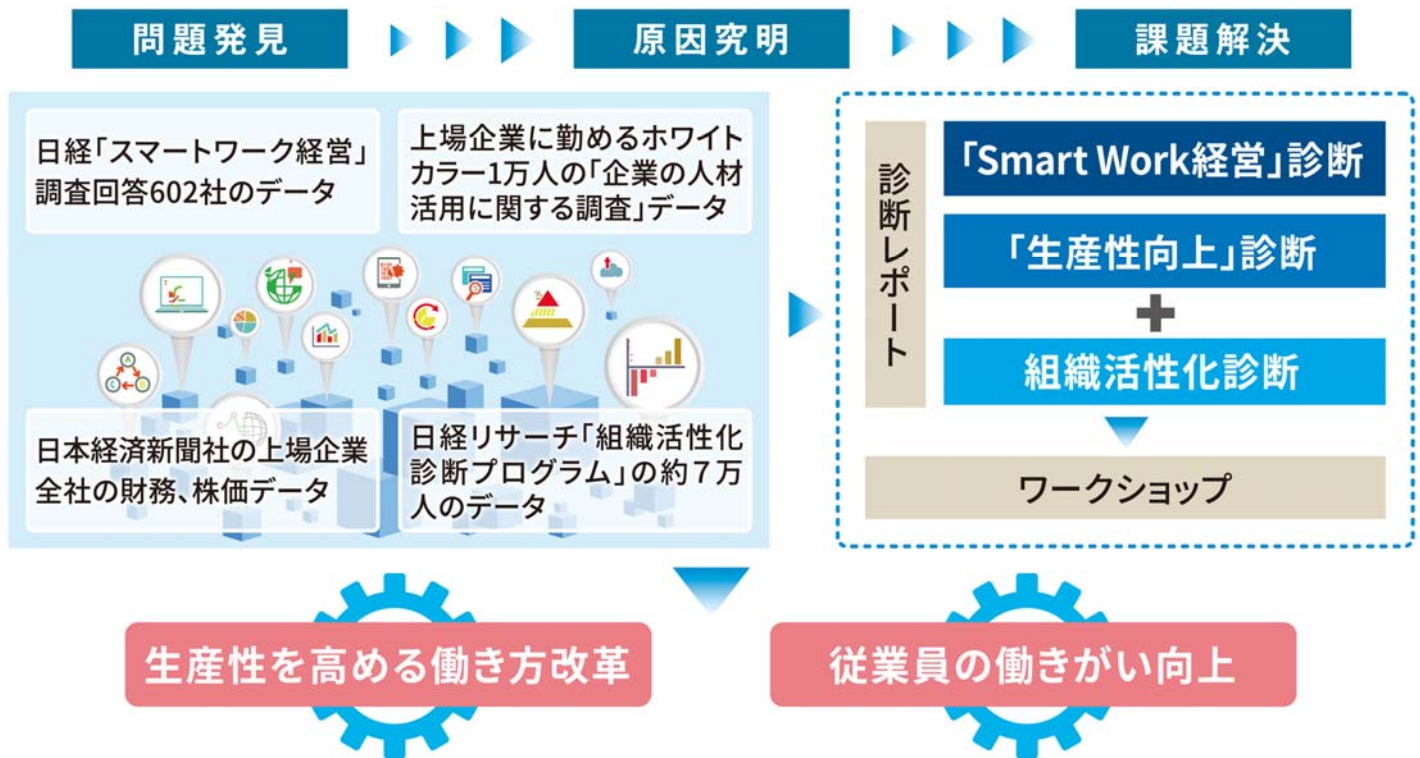 問題発見
原因究明
課題解決
日経「スマートワーク経営」
調査回答602社のデータ
上場企業に勤めるホワイト
カラー1万人の「企業の人材
活用に関する調査」データ
日本経済新聞社の上場企業
全社の財務、株価データ
日経リサーチ「組織活性化
診断プログラム」の約７万
人のデータ
診断レポート
「Smart Work経営」診断
「生産性向上」診断
＋
組織活性化診断
ワークショップ
生産性を高める働き方改革
従業員の働きがい向上